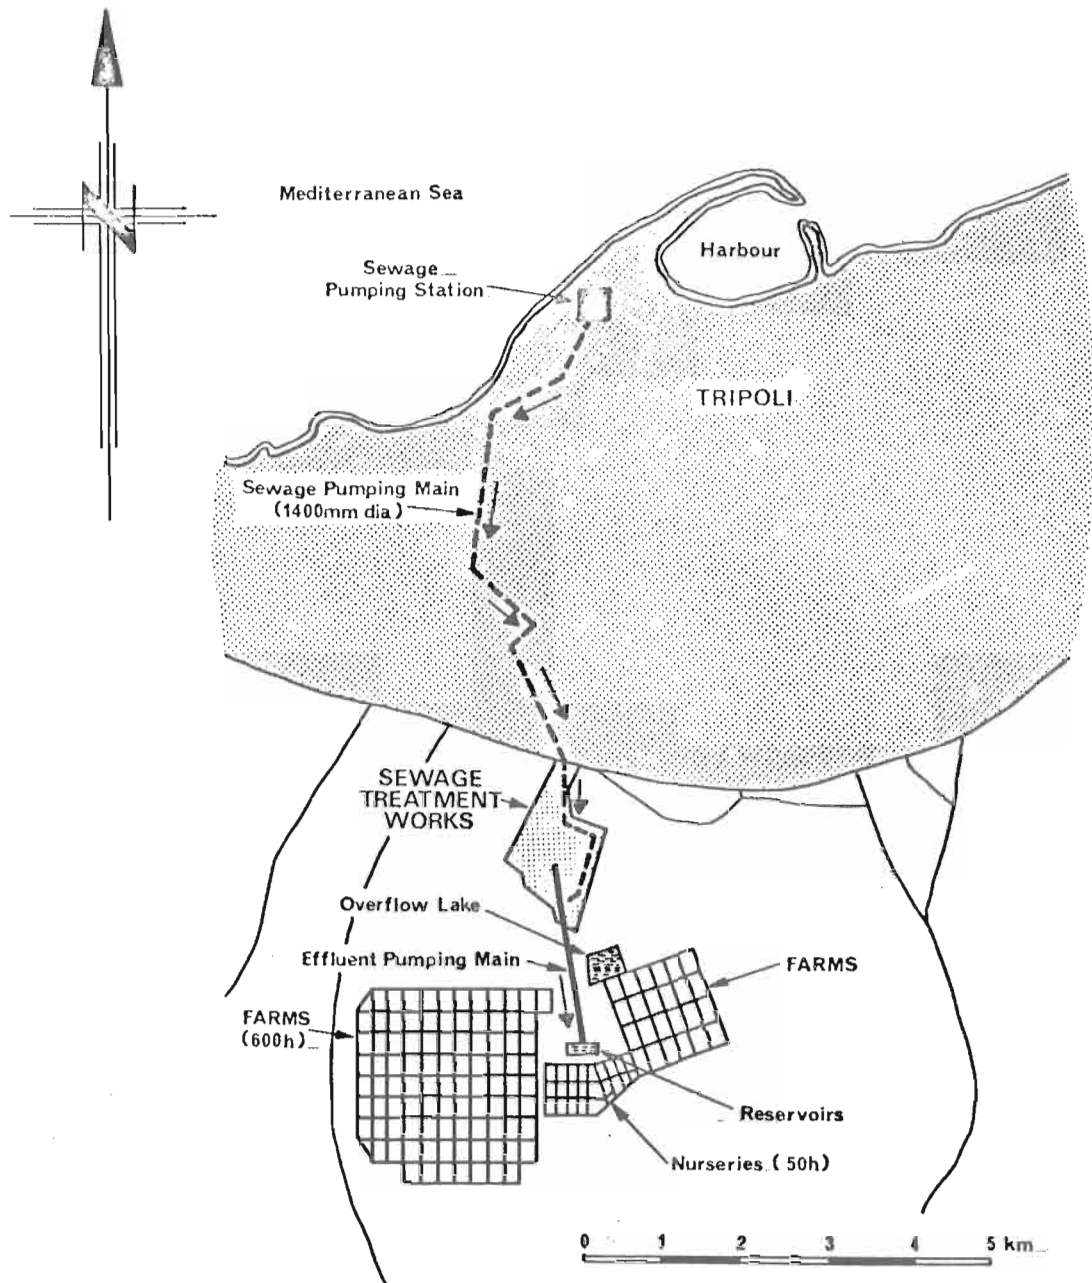 Mediterranean Sea
Harbour
Sewage
Pumping Station
TRIPOLI
Sewage Pumping Main
(1400mm dia)
SEWAGE
TREATMENT
WORKS
Overflow Lake
Effluent Pumping Main
FARMS
FARMS
(600h)
Reservoirs
Nurseries (50h)
0 1 2 3 4 5 km